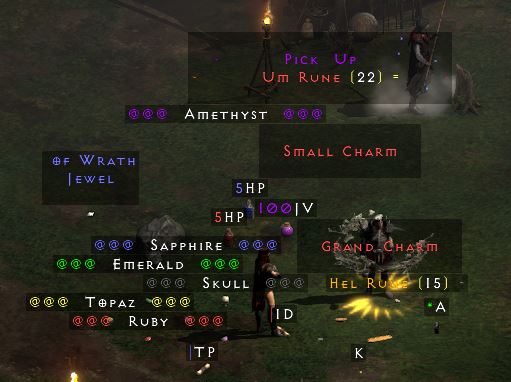 Pick Up
Um Rune (22) =
@@@ Amethyst @@@
Small Charm
of Wrath
Jewel
5HP
5HP
100JV
@@@ Sapphire @@@
Grand Charm
@@@ Emerald @@@
@@@ Skull @@@
Hel Rune (15) -
@@@ Topaz @@@
*A
@@@ Ruby @@@
ID
TP
K